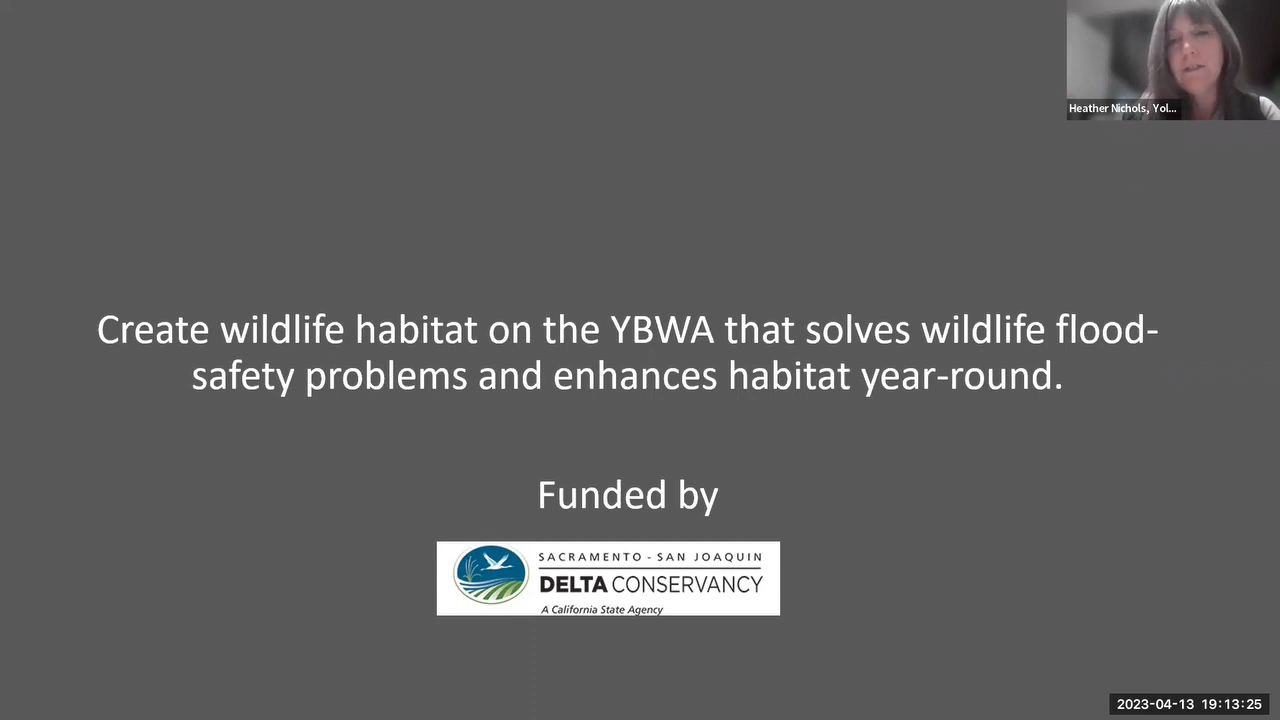 Heather Nichols, Yol...
Create wildlife habitat on the YBWA that solves wildlife flood-
safety problems and enhances habitat year-round.
Funded by
SACRAMENTO - SAN JOAQUIN
DELTA CONSERVANCY
A California State Agency
2023-04-13 19:13:25